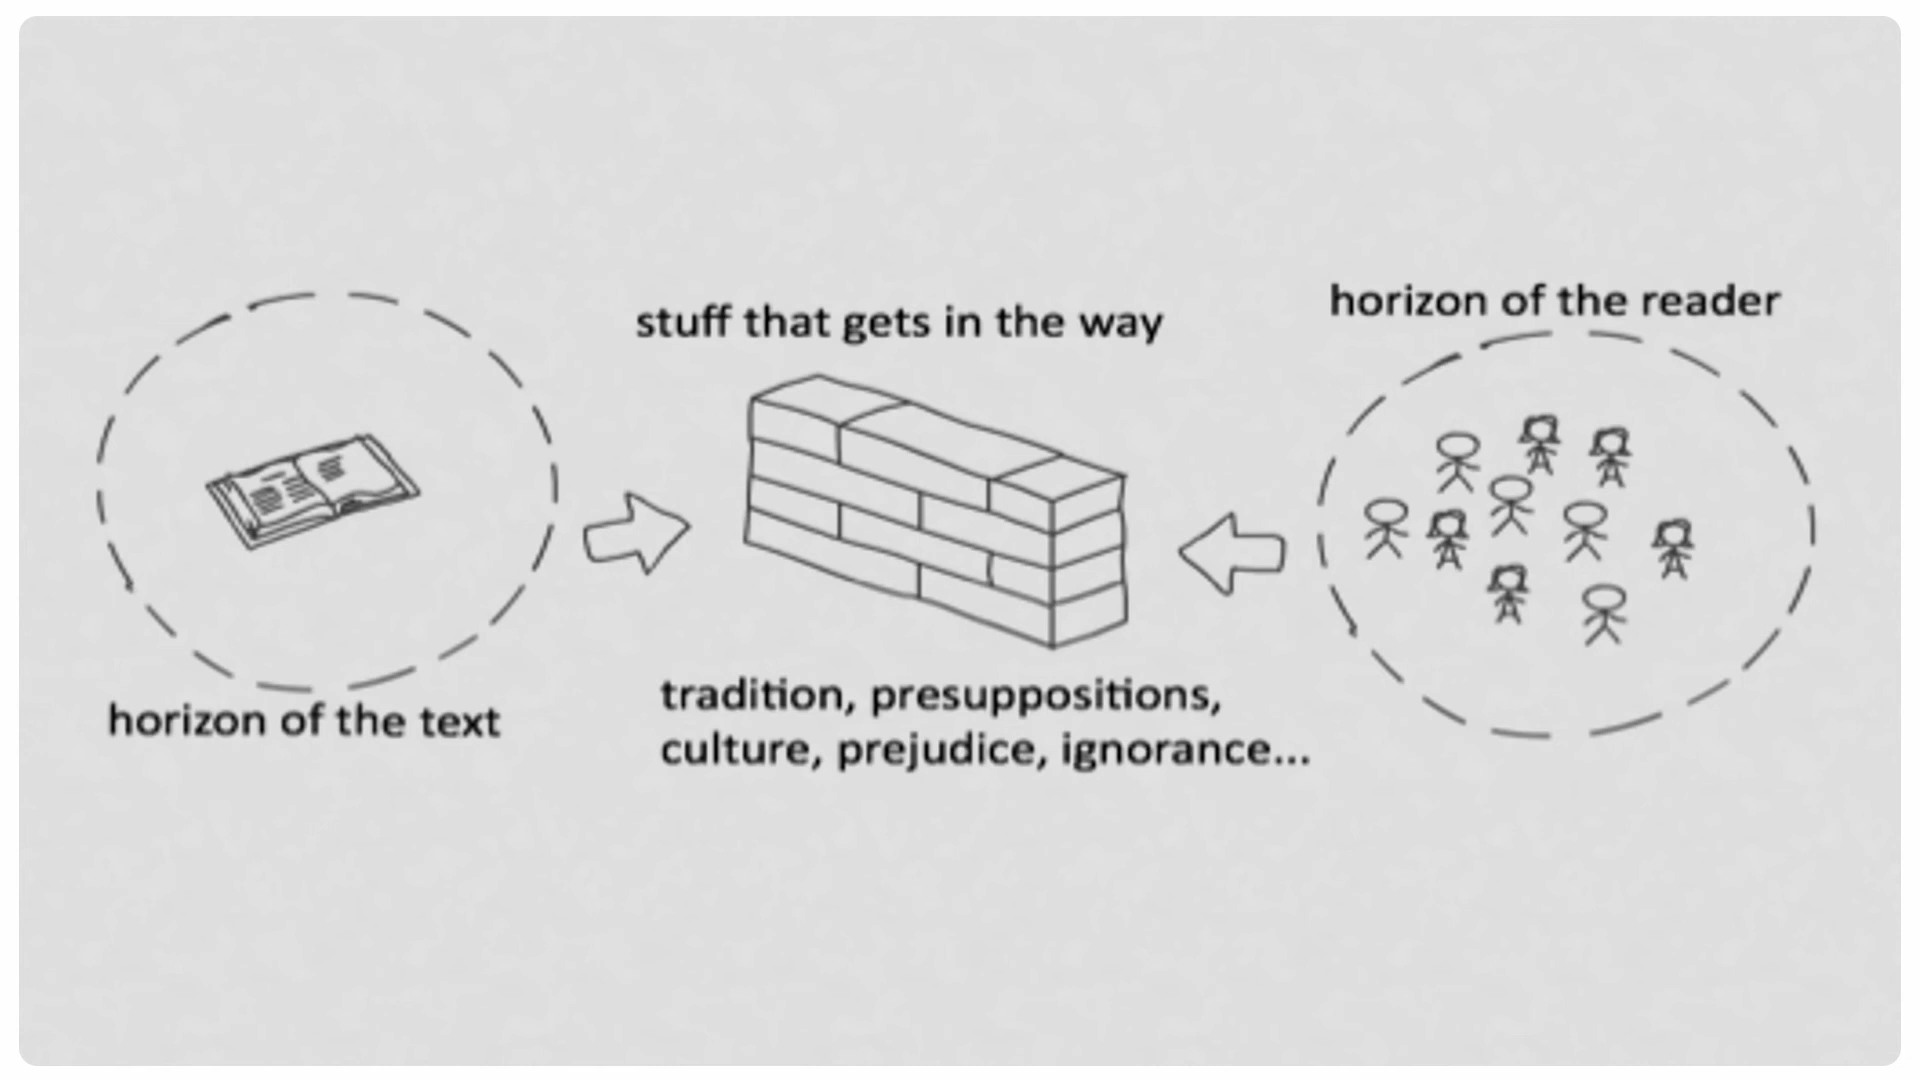 horizon of the text
stuff that gets in the way
tradition, presuppositions,
culture, prejudice, ignorance...
horizon of the reader